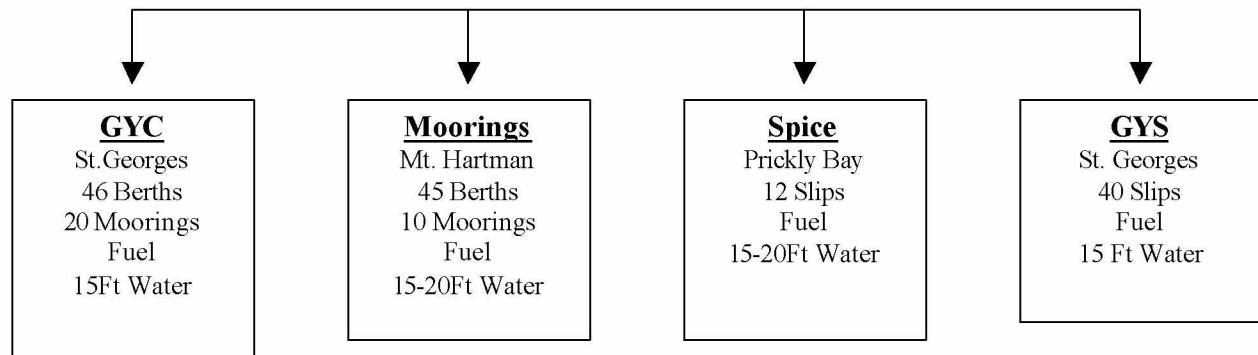 GYC
St.Georges
46 Berths
20 Moorings
Fuel
15Ft Water
Moorings
Mt. Hartman
45 Berths
10 Moorings
Fuel
15-20Ft Water
Spice
Prickly Bay
12 Slips
Fuel
15-20Ft Water
GYS
St. Georges
40 Slips
Fuel
15 Ft Water